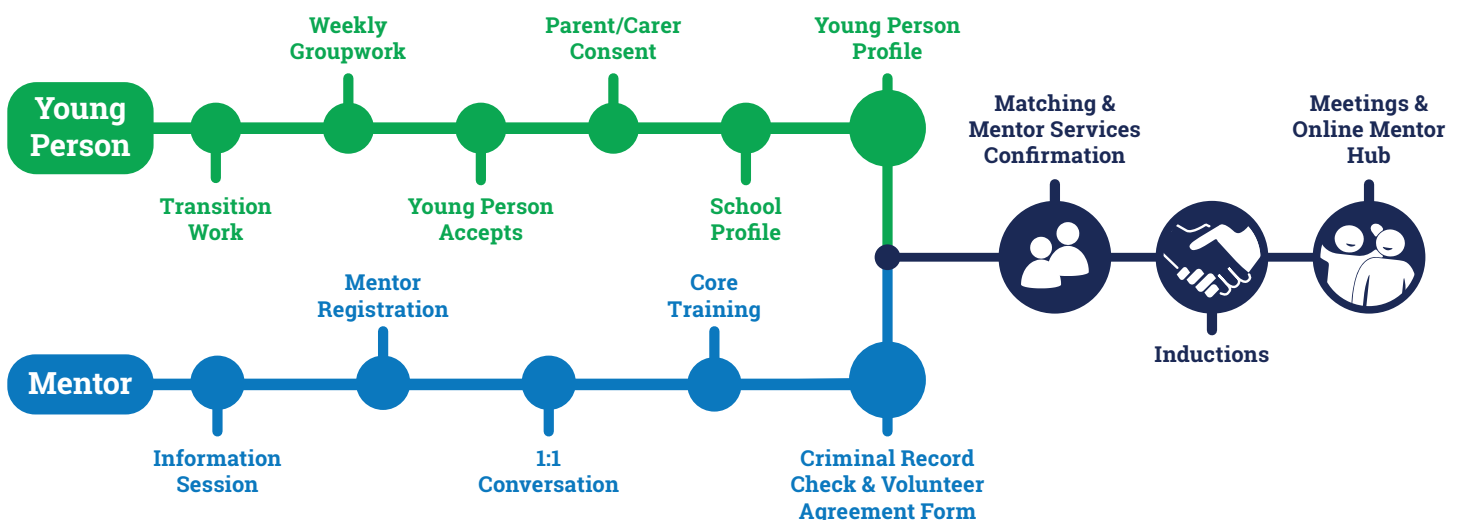 Weekly
Groupwork
Parent/Carer
Consent
Young Person
Profile
Young
Person
Transition
Work
Young Person
Accepts
School
Profile
Matching &
Mentor Services
Confirmation
Meetings &
Online Mentor
Hub
Inductions
Mentor
Registration
Core
Training
Mentor
Information
Session
1:1
Conversation
Criminal Record
Check & Volunteer
Agreement Form